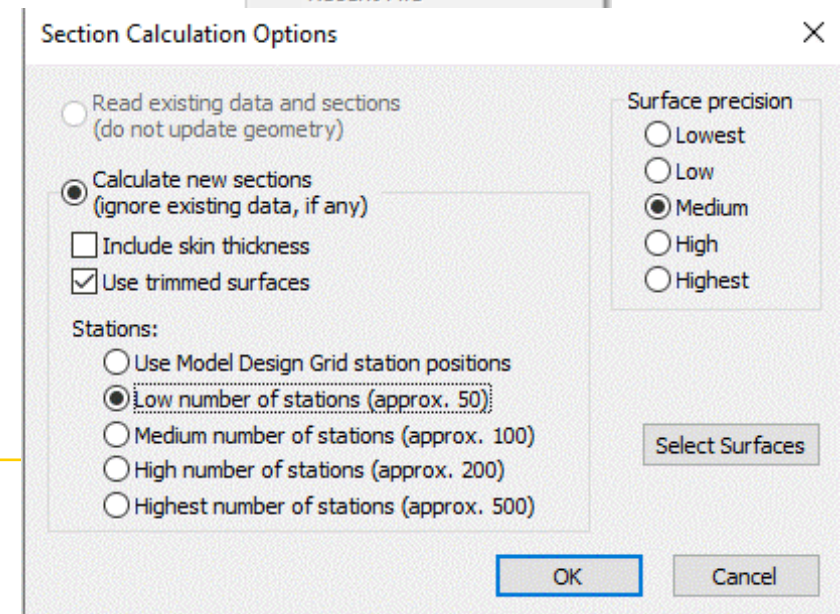 Section Calculation Options
Read existing data and sections
(do not update geometry)
Calculate new sections
(ignore existing data, if any)
Include skin thickness
Use trimmed surfaces
Stations:
Use Model Design Grid station positions
Low number of stations (approx. 50)
Medium number of stations (approx. 100)
High number of stations (approx. 200)
Highest number of stations (approx. 500)
Surface precision
Lowest
Low
Medium
High
Highest
Select Surfaces
OK
Cancel